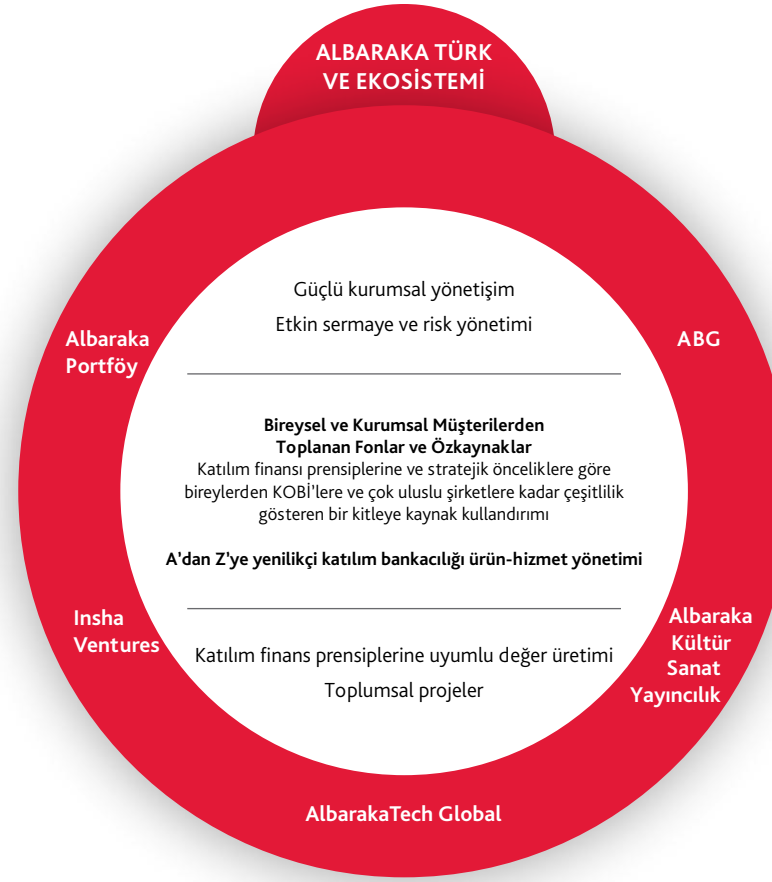 ALBARAKA TÜRK
VE EKOSİSTEMİ
Güçlü kurumsal yönetişim
Etkin sermaye ve risk yönetimi
Albaraka
Portföy
ABG
Bireysel ve Kurumsal Müşterilerden
Toplanan Fonlar ve Özkaynaklar
Katılım finansı prensiplerine ve stratejik önceliklere göre
bireylerden KOBİ'lere ve çok uluslu şirketlere kadar çeşitlilik
gösteren bir kitleye kaynak kullandırımı
A'dan Z'ye yenilikçi katılım bankacılığı ürün-hizmet yönetimi
Insha
Ventures
Albaraka
Kültür
Sanat
Yayıncılık
Katılım finans prensiplerine uyumlu değer üretimi
Toplumsal projeler
AlbarakaTech Global